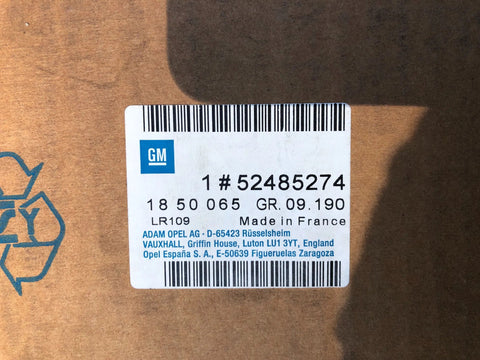 GM
1#52485274
18 50 065 GR. 09.190
LR109 Made in France
ADAM OPEL AG · D-65423 Rüsselsheim
VAUXHALL, Griffin House, Luton LU1 3YT, England
Opel España S. A., E-50639 Figueruelas Zaragoza